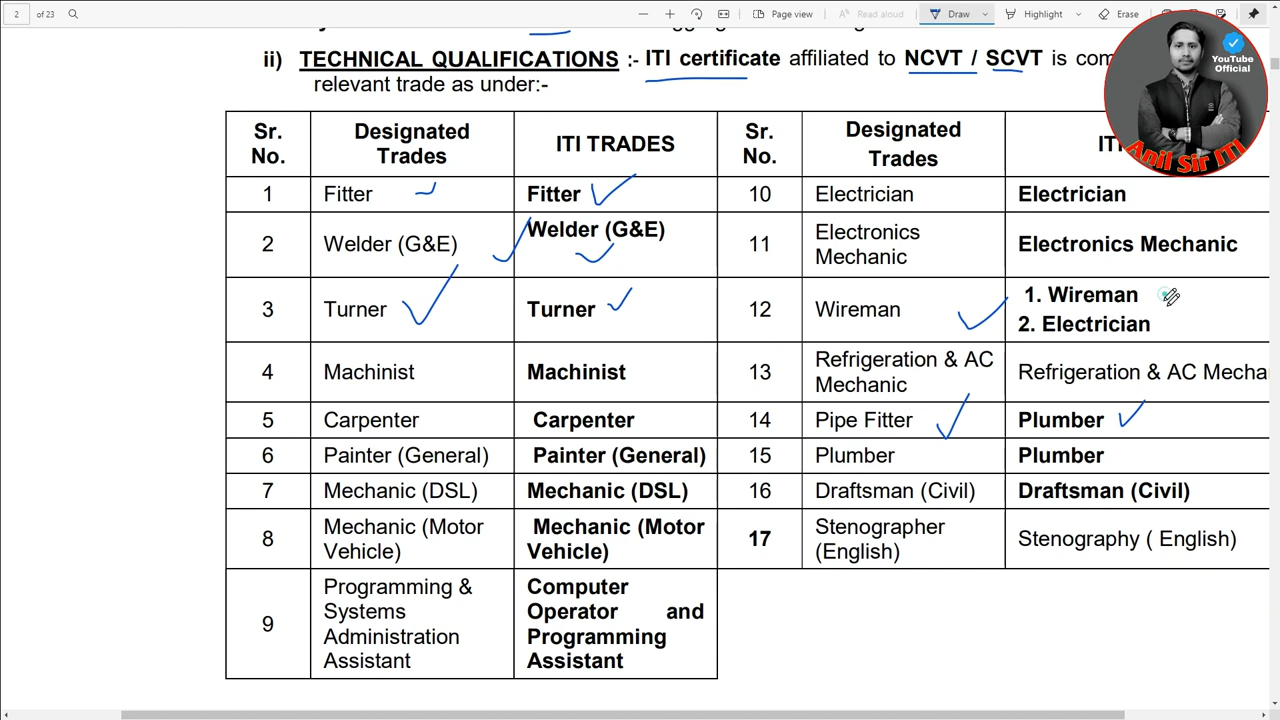 2 of 23 Page view Read aloud Draw Highlight Erase
ii) TECHNICAL QUALIFICATIONS :- ITI certificate affiliated to NCVT / SCVT is com
relevant trade as under:-
YouTube
Official
Anil Sir ITI
Sr. No. Designated Trades ITI TRADES Sr. No. Designated Trades ITI
1 Fitter Fitter 10 Electrician Electrician
2 Welder (G&E) Welder (G&E) 11 Electronics Mechanic Electronics Mechanic
3 Turner Turner 12 Wireman 1. Wireman
2. Electrician
4 Machinist Machinist 13 Refrigeration & AC Mechanic Refrigeration & AC Mecha
5 Carpenter Carpenter 14 Pipe Fitter Plumber
6 Painter (General) Painter (General) 15 Plumber Plumber
7 Mechanic (DSL) Mechanic (DSL) 16 Draftsman (Civil) Draftsman (Civil)
8 Mechanic (Motor Vehicle) Mechanic (Motor Vehicle) 17 Stenographer (English) Stenography ( English)
9 Programming & Systems Administration Assistant Computer Operator and Programming Assistant